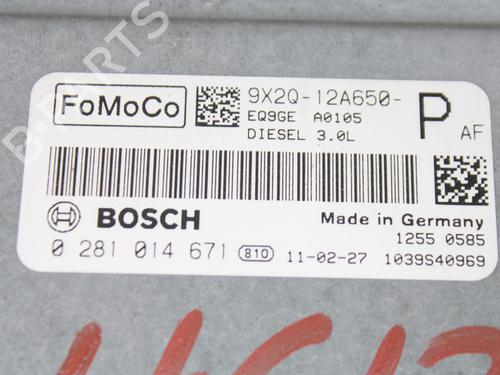 B-PARTS
FoMoCo
9X2Q-12A650-
EQ9GE A0105
DIESEL 3.0L
P AF
BOSCH
Made in Germany
1255 0585
0 281 014 671 810 11-02-27 1039S40969